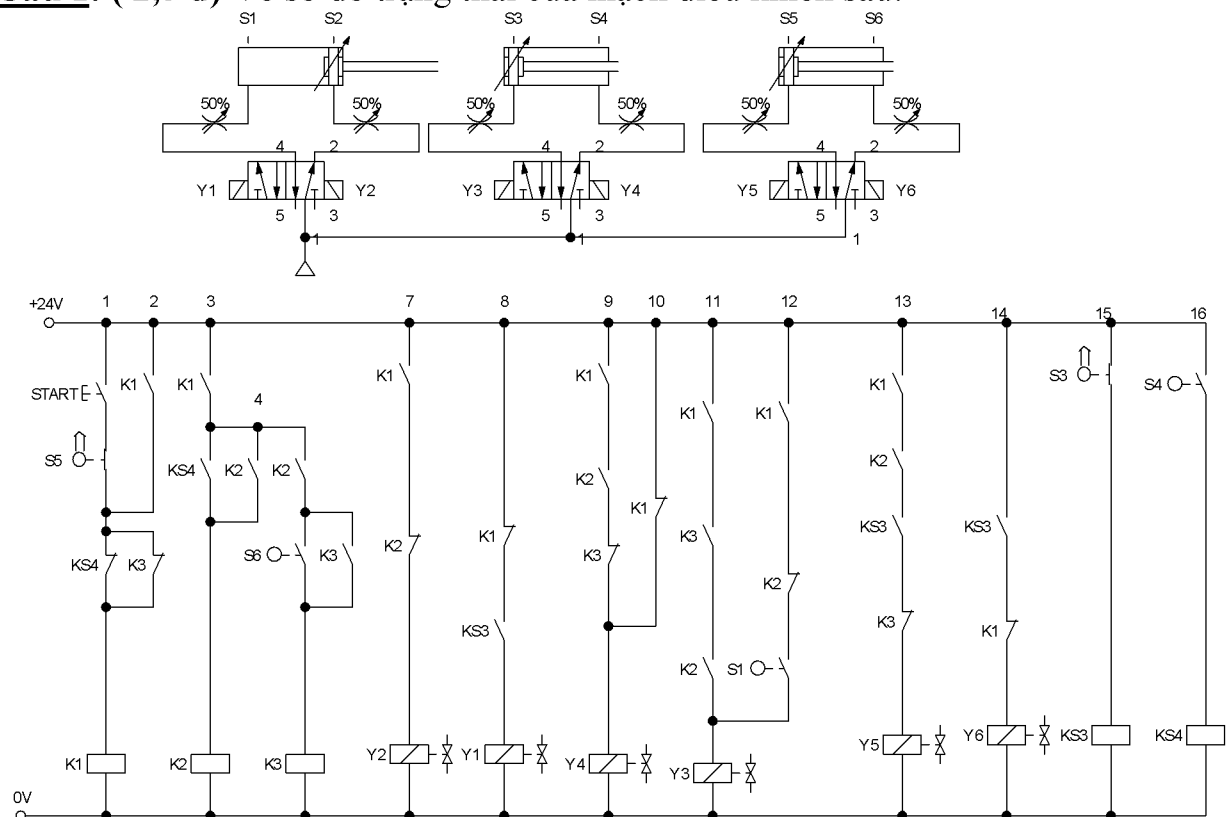 ( 2,5 đ) Vẽ sơ đồ trạng thái của mạch điều khiển sau:
S1 S2 S3 S4 S5 S6
50% 50% 50% 50% 50% 50%
4 2 4 2 4 2
Y1 Y2 Y3 Y4 Y5 Y6
5 3 5 3 5 3
1 1 1
+24V 1 2 3 7 8 9 10 11 12 13 14 15 16
START K1 K1 K1 K1 K1 K1 K1 S3 S4
4
S5 KS4 K2 K2 K2 K2
K1 KS3 KS3
KS4 K3 S6 K3 K2 K1 K3 K3
K2
K3 K1
KS3
K2 S1
K1 K2 K3 Y2 Y1 Y4 Y3 Y5 Y6 KS3 KS4
0V